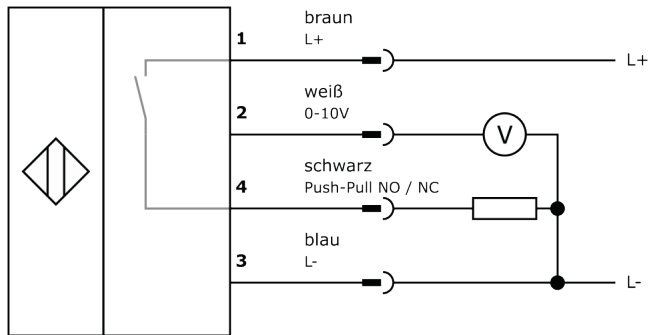 braun
1 L+
L+
weiß
2 0-10V
V
schwarz
4 Push-Pull NO / NC
blau
3 L-
L-